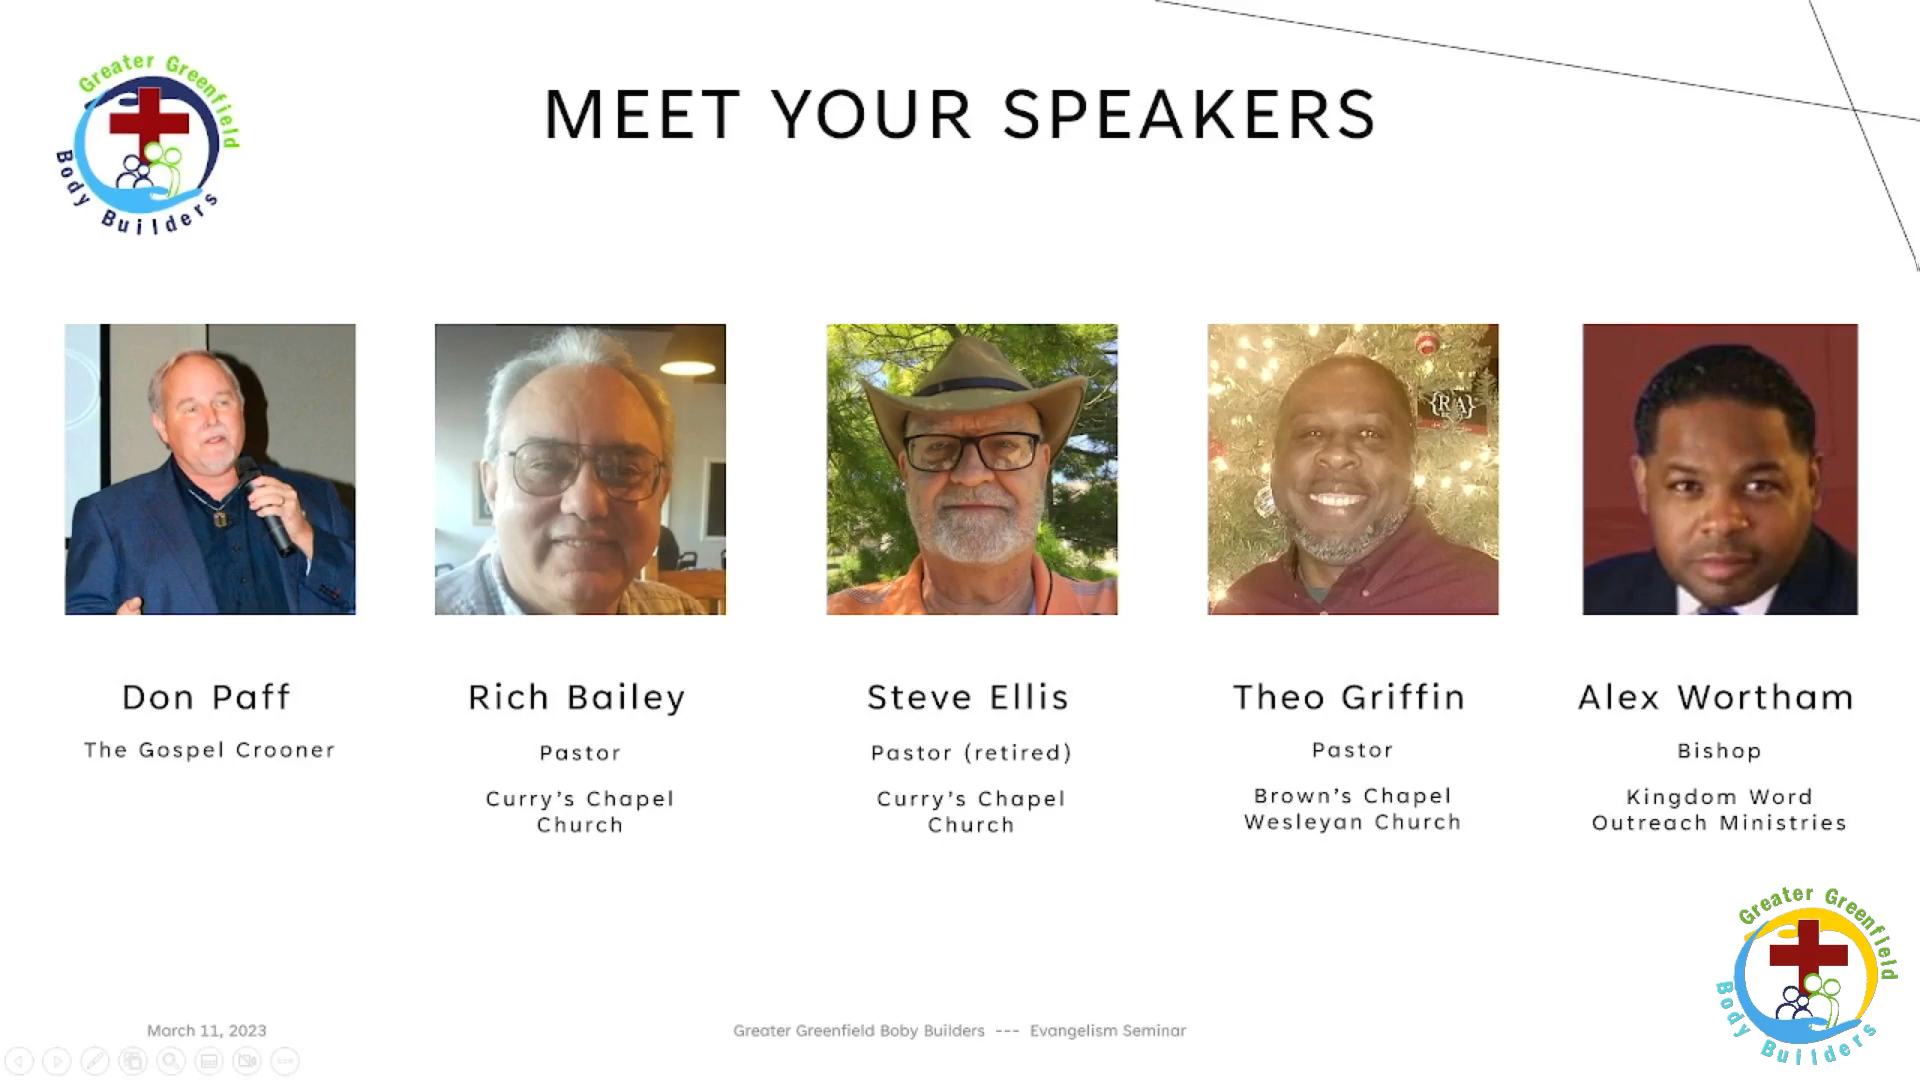 Greater Greenfield
Body Builders
MEET YOUR SPEAKERS
{RA}
Don Paff
The Gospel Crooner
Rich Bailey
Pastor
Curry's Chapel
Church
Steve Ellis
Pastor (retired)
Curry's Chapel
Church
Theo Griffin
Pastor
Brown's Chapel
Wesleyan Church
Alex Wortham
Bishop
Kingdom Word
Outreach Ministries
Greater Greenfield
Body Builders
March 11, 2023
Greater Greenfield Boby Builders --- Evangelism Seminar